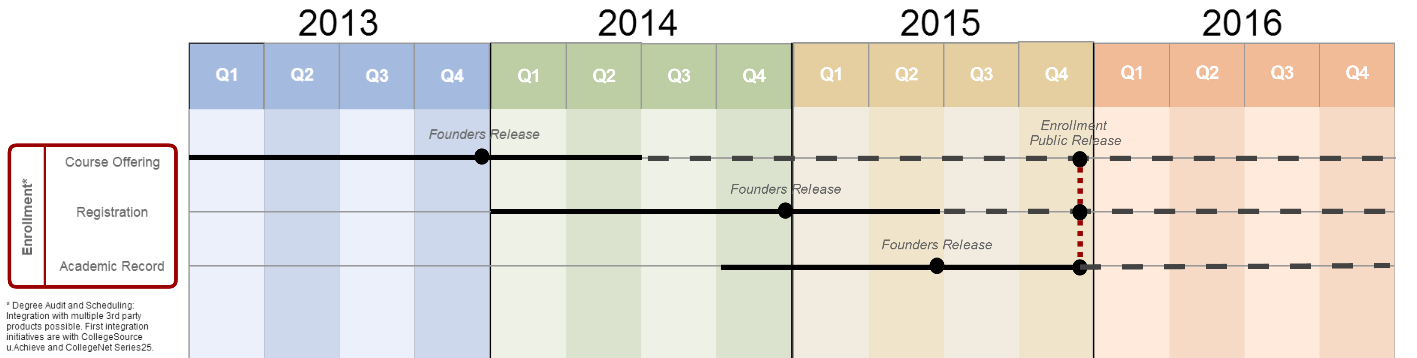 2013 2014 2015 2016
Q1 Q2 Q3 Q4 Q1 Q2 Q3 Q4 Q1 Q2 Q3 Q4 Q1 Q2 Q3 Q4
Founders Release
Enrollment
Public Release
Course Offering
Founders Release
Enrollment*
Registration
Founders Release
Academic Record
* Degree Audit and Scheduling:
Integration with multiple 3rd party
products possible. First integration
initiatives are with CollegeSource
u.Achieve and CollegeNet Series25.